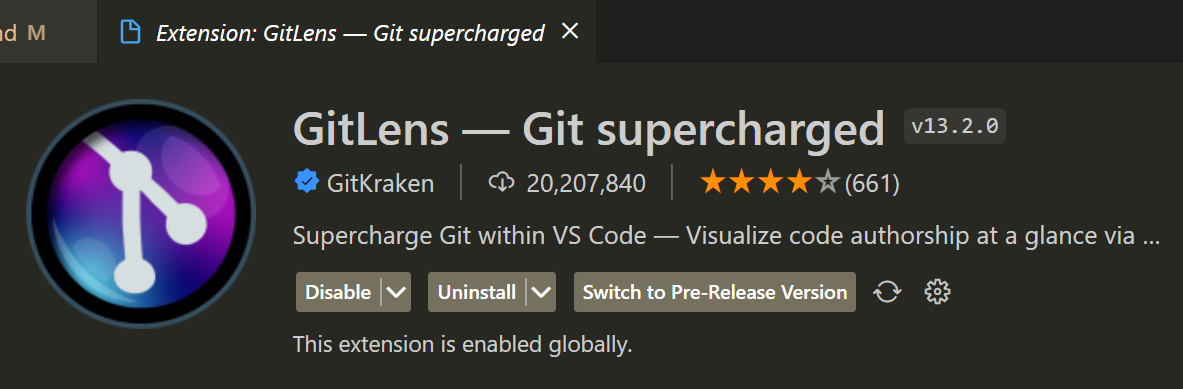 nd M Extension: GitLens — Git supercharged
GitLens — Git supercharged v13.2.0
GitKraken 20,207,840 (661)
Supercharge Git within VS Code — Visualize code authorship at a glance via ...
Disable Uninstall Switch to Pre-Release Version
This extension is enabled globally.